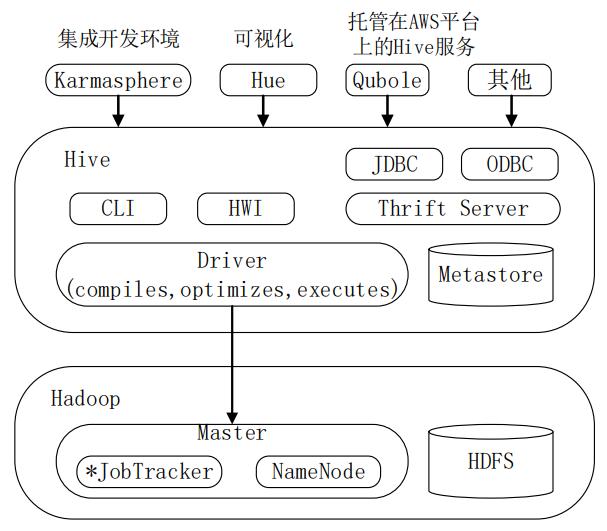 集成开发环境
可视化
托管在AWS平台
上的Hive服务
Karmasphere
Hue
Qubole
其他
Hive
JDBC
ODBC
CLI
HWI
Thrift Server
Driver
(compiles,optimizes,executes)
Metastore
Hadoop
Master
*JobTracker
NameNode
HDFS